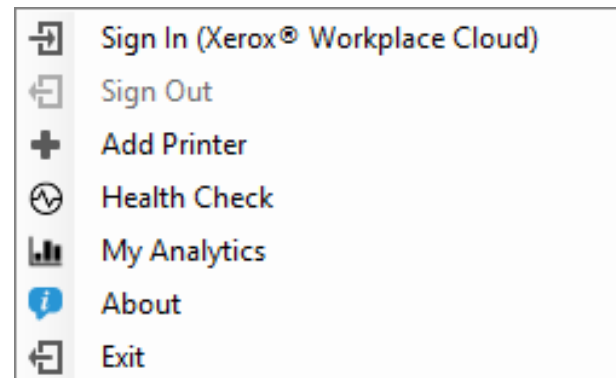 Sign In (Xerox® Workplace Cloud)
Sign Out
Add Printer
Health Check
My Analytics
About
Exit